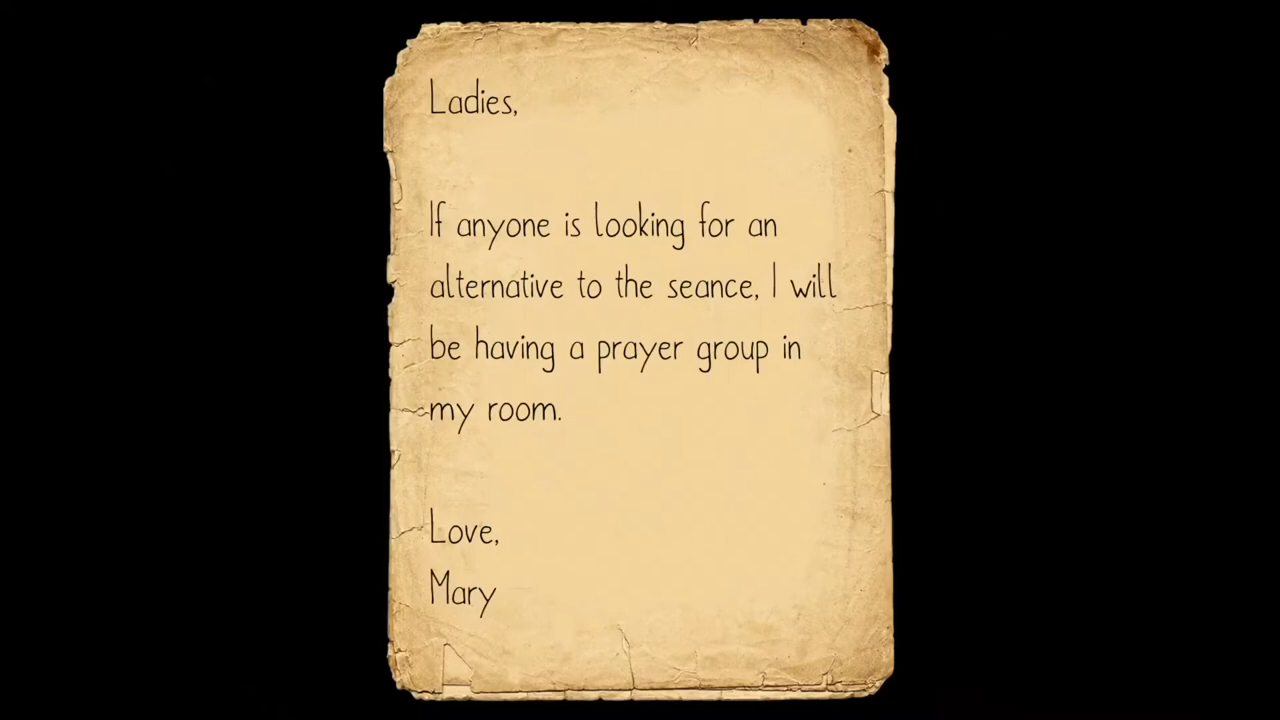 Ladies,
If anyone is looking for an
alternative to the seance, I will
be having a prayer group in
my room.
Love,
Mary